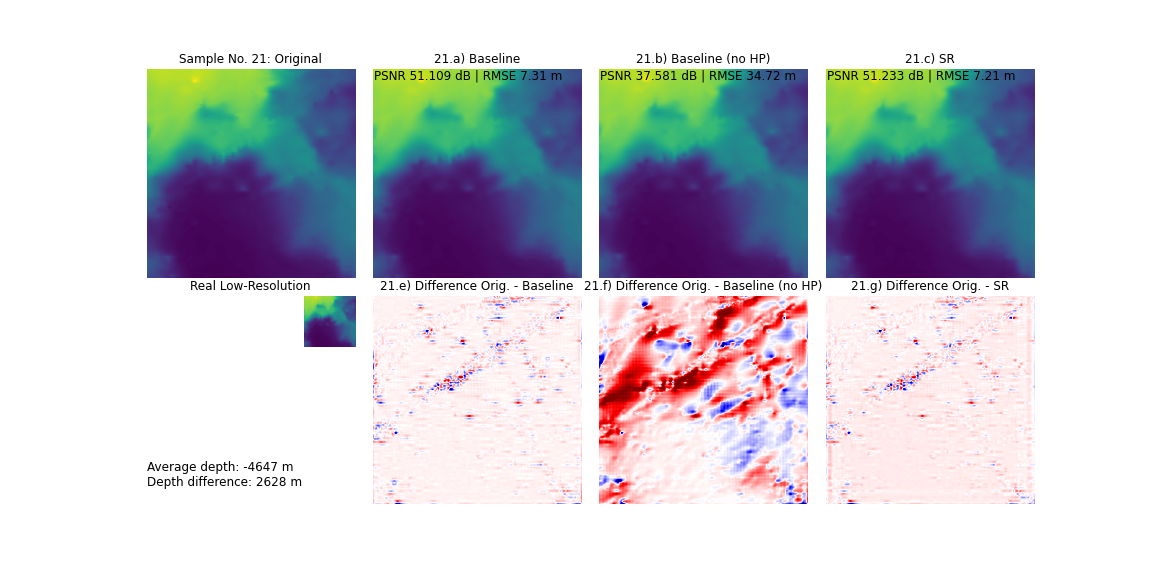 Sample No. 21: Original
21.a) Baseline
21.b) Baseline (no HP)
21.c) SR
PSNR 51.109 dB | RMSE 7.31 m
PSNR 37.581 dB | RMSE 34.72 m
PSNR 51.233 dB | RMSE 7.21 m
Real Low-Resolution
21.e) Difference Orig. - Baseline
21.f) Difference Orig. - Baseline (no HP)
21.g) Difference Orig. - SR
Average depth: -4647 m
Depth difference: 2628 m